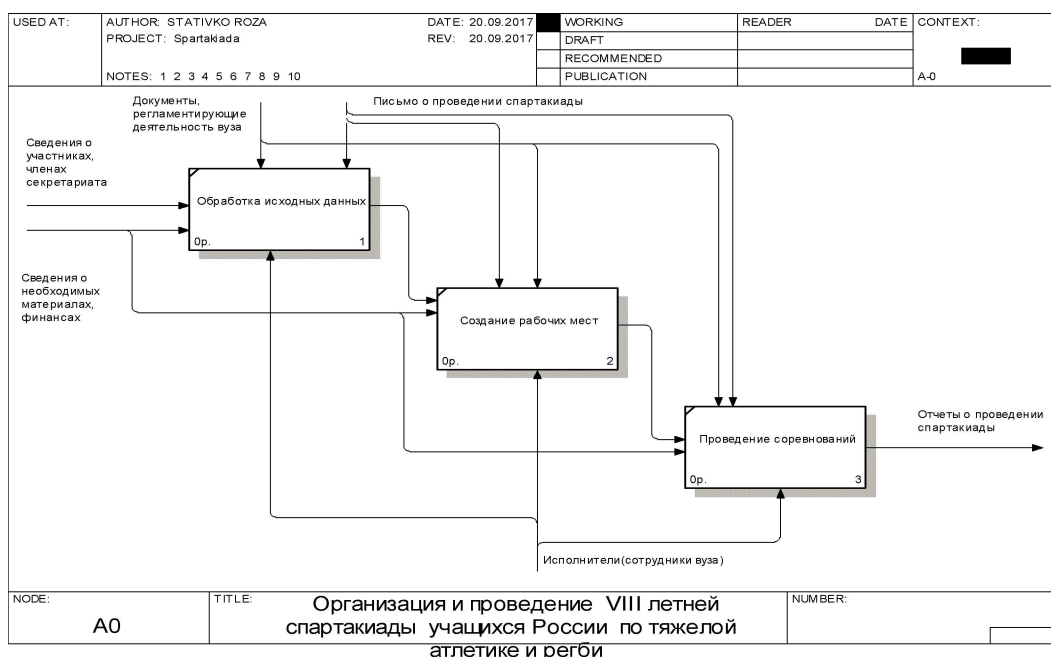 USED AT:
AUTHOR: STATIVKO ROZA
DATE: 20.09.2017
PROJECT: Spartakiada
REV: 20.09.2017
NOTES: 1 2 3 4 5 6 7 8 9 10
WORKING
DRAFT
RECOMMENDED
PUBLICATION
READER
DATE
CONTEXT:
A-0
Документы,
регламентирующие
деятельность вуза
Письмо о проведении спартакиады
Сведения о
участниках,
членах
секретариата
Обработка исходных данных
0р.
1
Сведения о
необходимых
материалах,
финансах
Создание рабочих мест
0р.
2
Проведение соревнований
0р.
3
Отчеты о проведении
спартакиады
Исполнители(сотрудники вуза)
NODE:
A0
TITLE:
Организация и проведение VIII летней
спартакиады учащихся России по тяжелой
атлетике и регби
NUMBER: